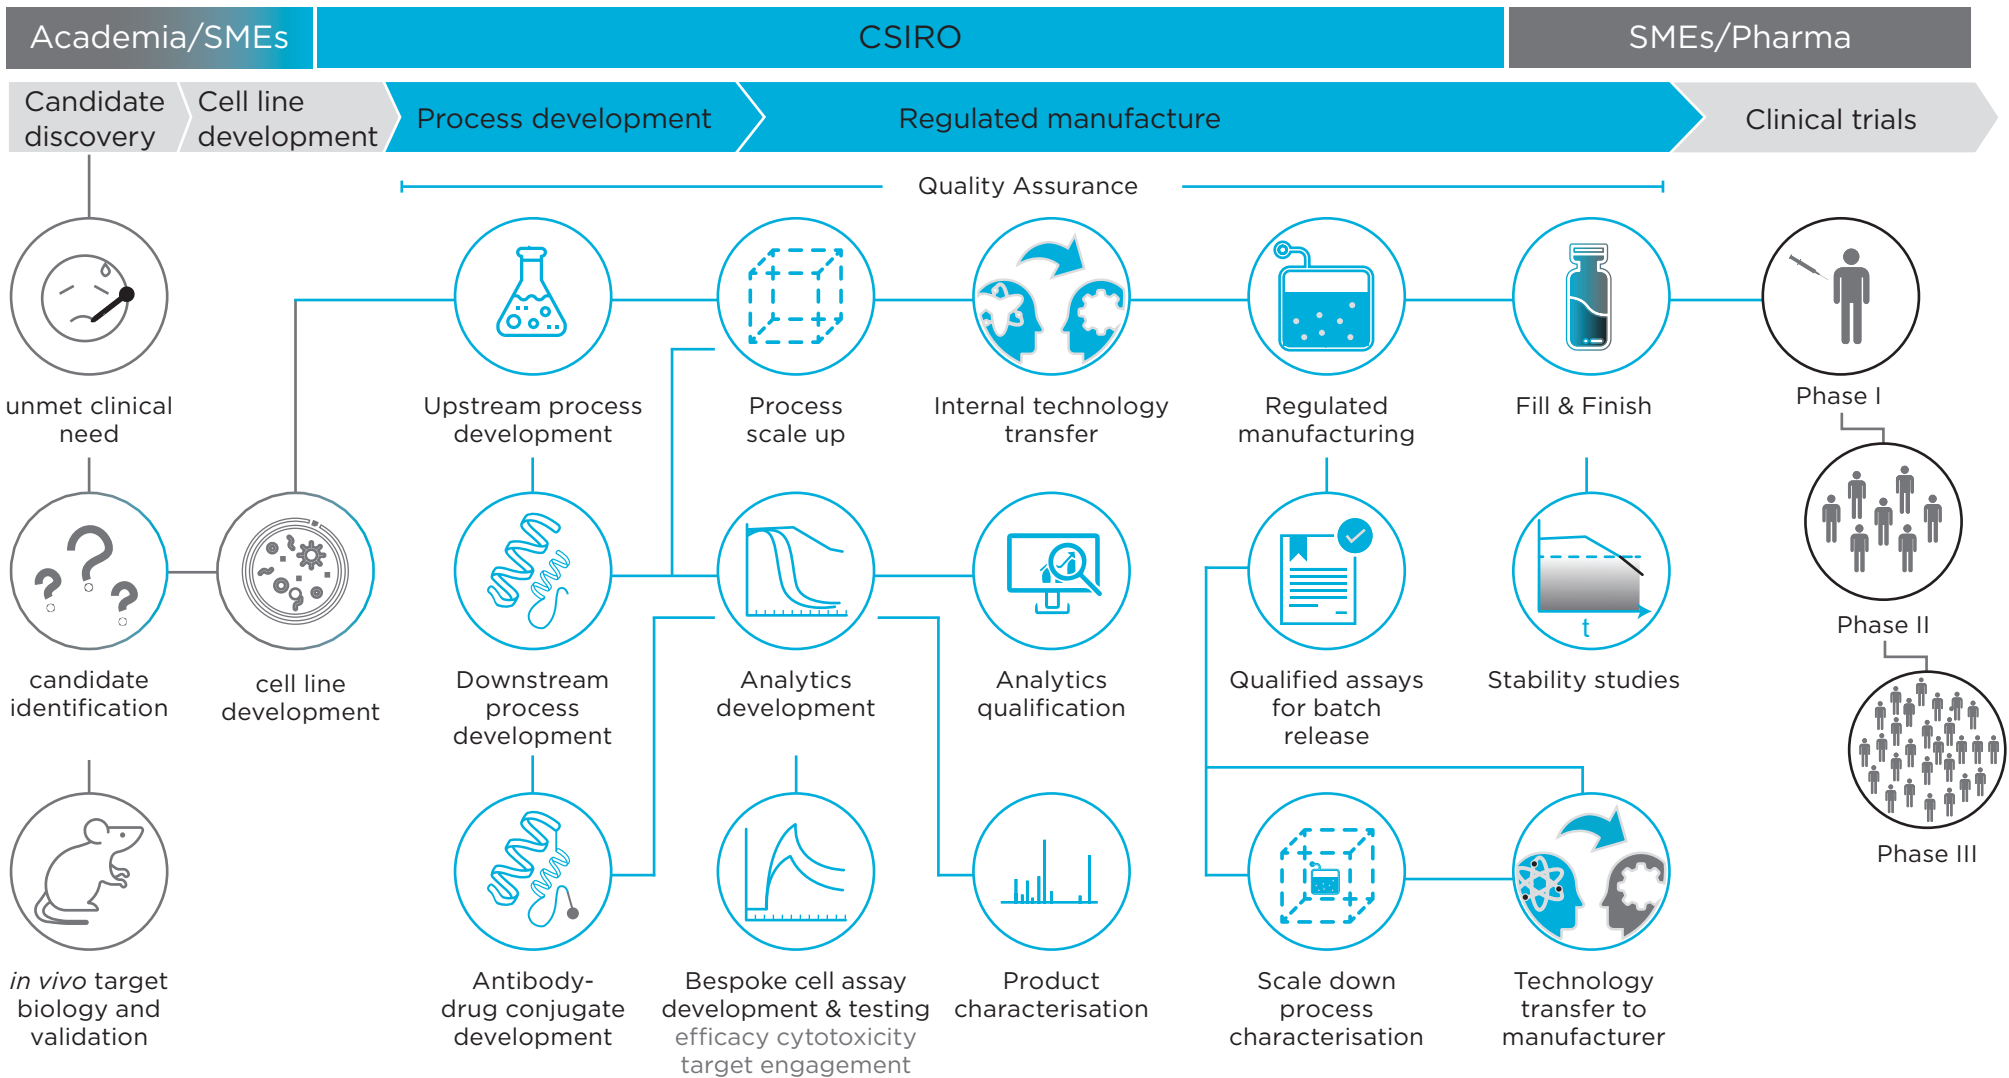 Academia/SMEs
CSIRO
SMEs/Pharma
Candidate
discovery
Cell line
development
Process development
Regulated manufacture
Clinical trials
Quality Assurance
unmet clinical
need
Upstream process
development
Process
scale up
Internal technology
transfer
Regulated
manufacturing
Fill & Finish
Phase I
candidate
identification
cell line
development
Downstream
process
development
Analytics
development
Analytics
qualification
Qualified assays
for batch
release
t
Stability studies
Phase II
in vivo target
biology and
validation
Antibody-
drug conjugate
development
Bespoke cell assay
development & testing
efficacy cytotoxicity
target engagement
Product
characterisation
Scale down
process
characterisation
Technology
transfer to
manufacturer
Phase III